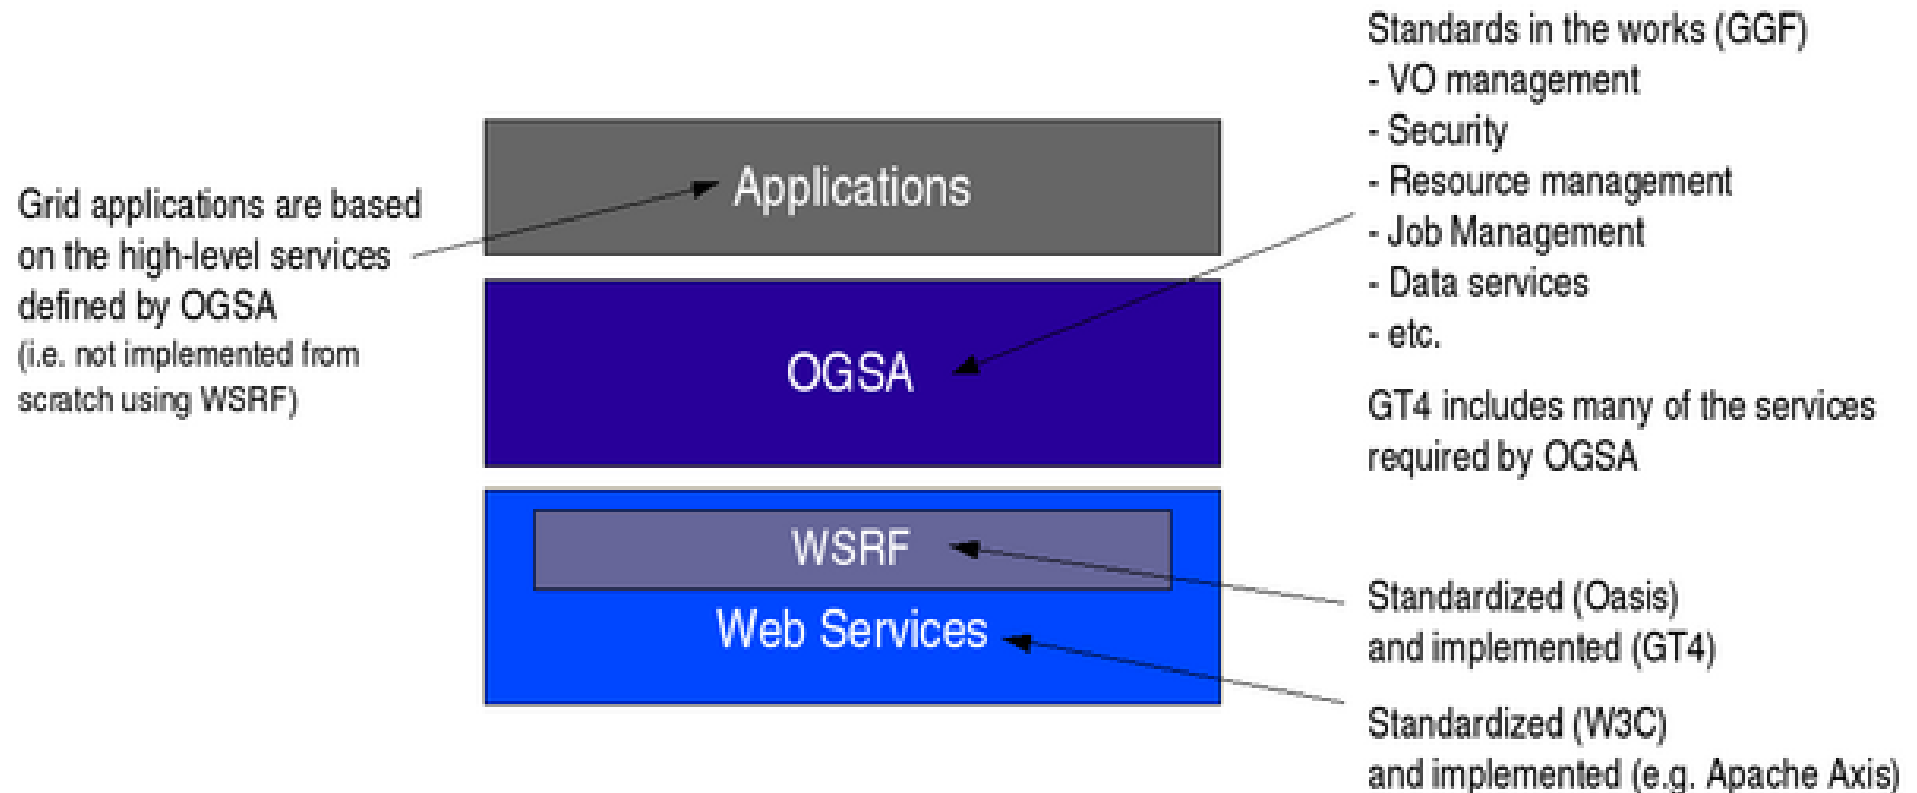 Standards in the works (GGF)
- VO management
- Security
- Resource management
- Job Management
- Data services
- etc.
GT4 includes many of the services
required by OGSA
Applications
Grid applications are based
on the high-level services
defined by OGSA
(i.e. not implemented from
scratch using WSRF)
OGSA
WSRF
Web Services
Standardized (Oasis)
and implemented (GT4)
Standardized (W3C)
and implemented (e.g. Apache Axis)